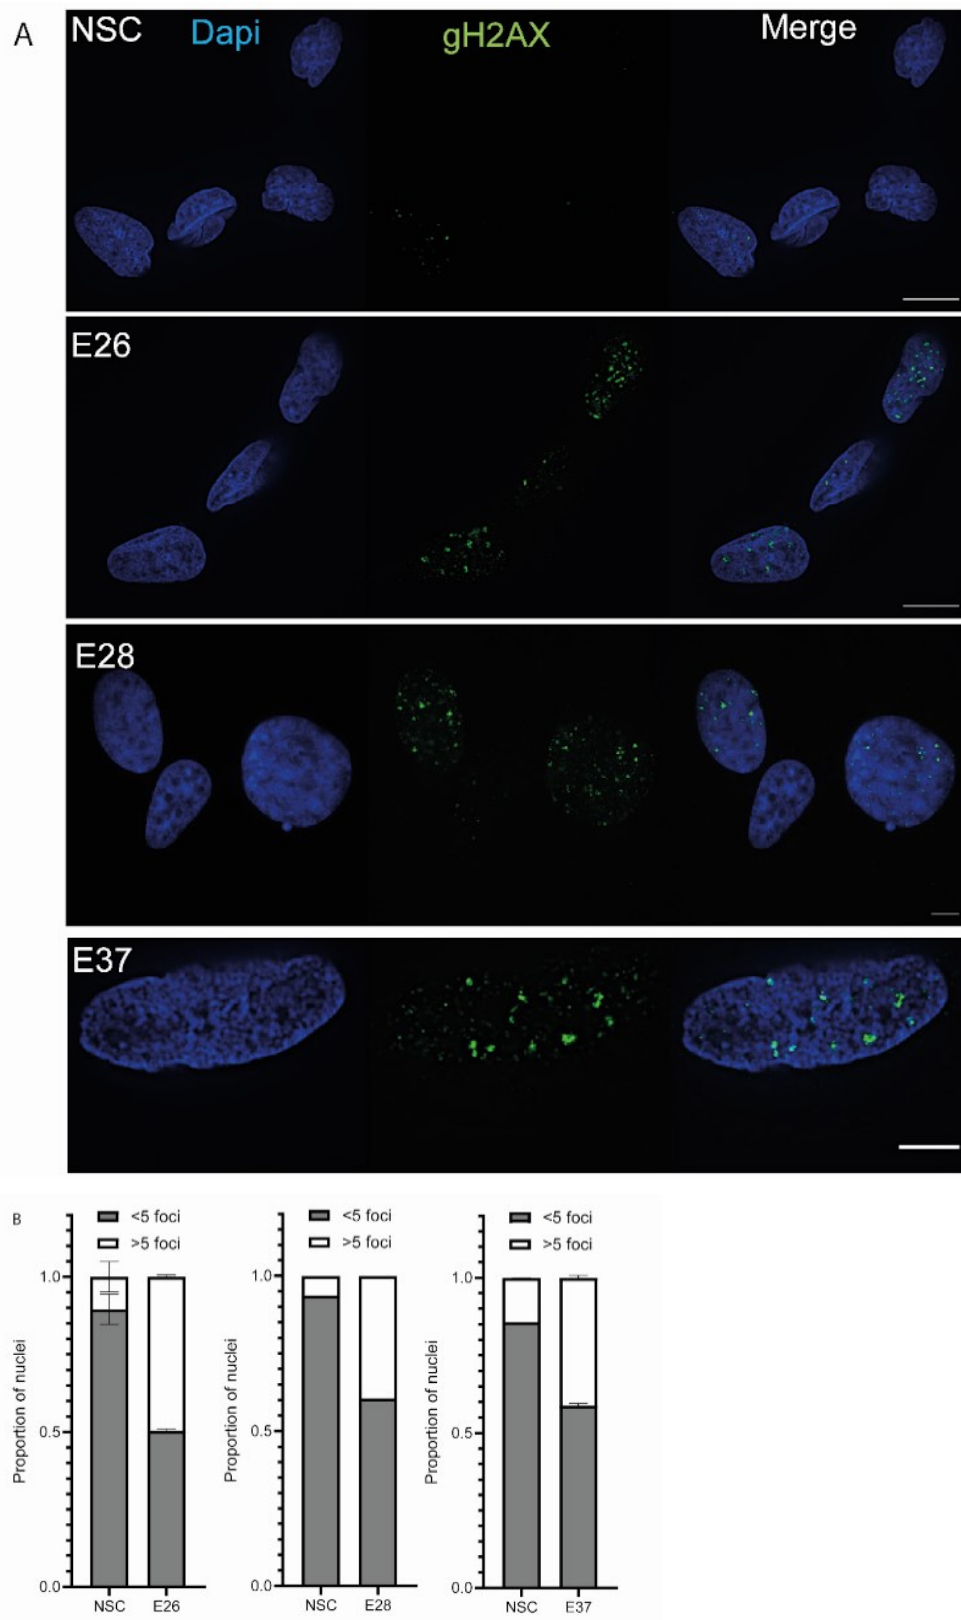 A
NSC Dapi gH2AX Merge
E26
E28
E37
B
<5 foci
>5 foci
1.0
0.5
0.0
Proportion of nuclei
NSC E26
<5 foci
>5 foci
1.0
0.5
0.0
Proportion of nuclei
NSC E28
<5 foci
>5 foci
1.0
0.5
0.0
Proportion of nuclei
NSC E37